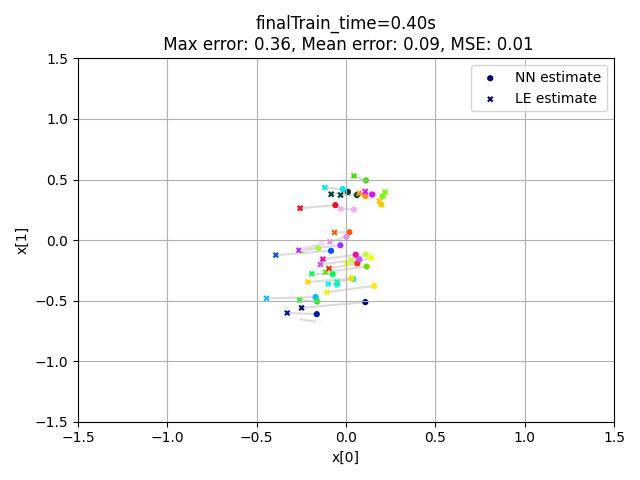 finalTrain_time=0.40s
Max error: 0.36, Mean error: 0.09, MSE: 0.01
1.5
NN estimate
LE estimate
1.0
0.5
x[1]
0.0
−0.5
−1.0
−1.5
−1.5 −1.0 −0.5 0.0 0.5 1.0 1.5
x[0]